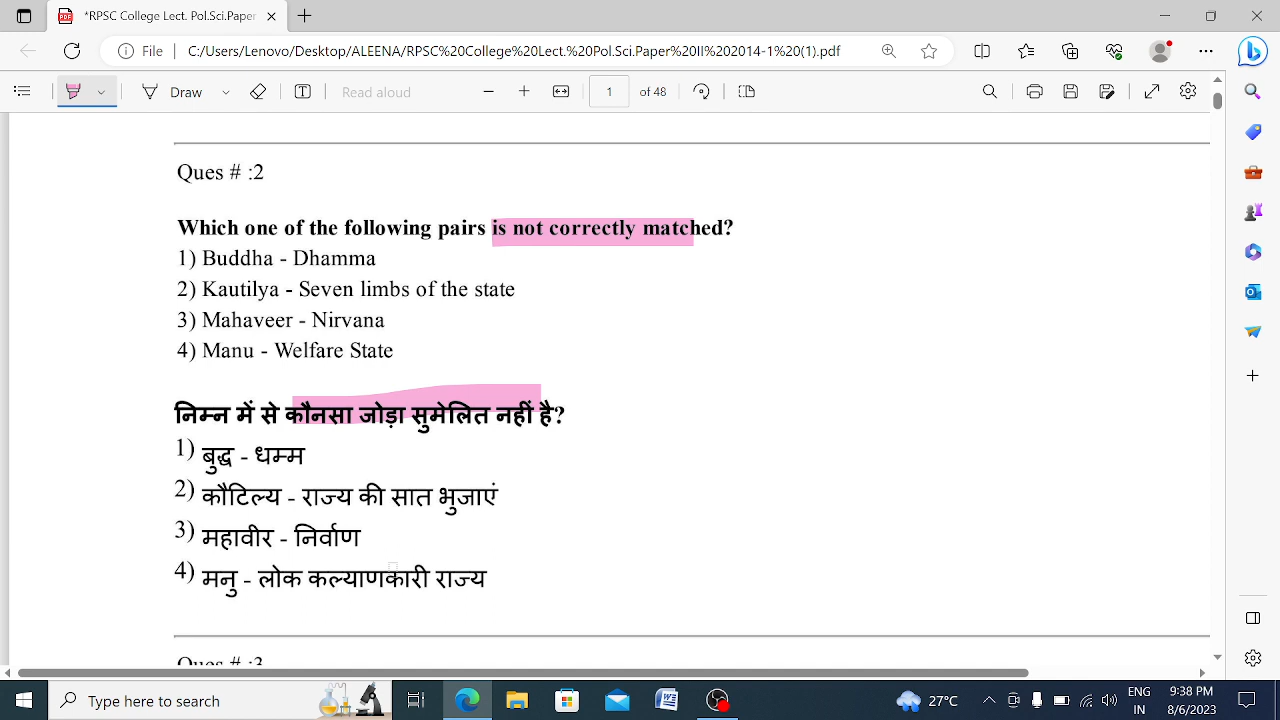 *RPSC College Lect. Pol.Sci.Paper
File
C:/Users/Lenovo/Desktop/ALEENA/RPSC%20College%20Lect.%20Pol.Sci.Paper%20II%202014-1%20(1).pdf
Draw
Read aloud
1 of 48
Ques # :2
Which one of the following pairs is not correctly matched?
1) Buddha - Dhamma
2) Kautilya - Seven limbs of the state
3) Mahaveer - Nirvana
4) Manu - Welfare State
निम्न में से कौनसा जोड़ा सुमेलित नहीं है?
1) बुद्ध - धम्म
2) कौटिल्य - राज्य की सात भुजाएं
3) महावीर - निर्वाण
4) मनु - लोक कल्याणकारी राज्य
Ques # :3
Type here to search
27°C
ENG
IN
9:38 PM
8/6/2023